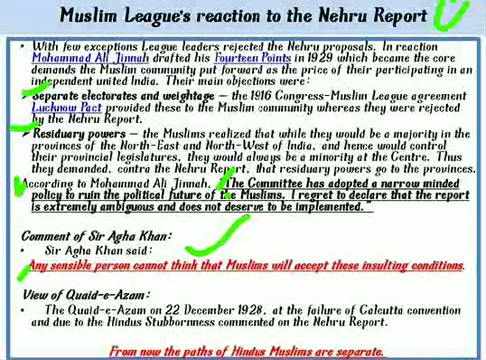 Muslim League's reaction to the Nehru Report
• With few exceptions League leaders rejected the Nehru proposals. In reaction
Mohammad Ali Jinnah drafted his Fourteen Points in 1929 which became the core
demands the Muslim community put forward as the price of their participating in an
independent united India. Their main objections were:
➤ Separate electorates and weightage – the 1916 Congress-Muslim League agreement
Lucknow Pact provided these to the Muslim community whereas they were rejected
by the Nehru Report.
➤ Residuary powers – the Muslims realized that while they would be a majority in the
provinces of the North-East and North-West of India, and hence would control
their provincial legislatures, they would always be a minority at the Centre. Thus
they demanded, contra the Nehru Report, that residuary powers go to the provinces.
According to Mohammad Ali Jinnah, "The Committee has adopted a narrow minded
policy to ruin the political future of the Muslims. I regret to declare that the report
is extremely ambiguous and does not deserve to be implemented."
Comment of Sir Agha Khan:
• Sir Agha Khan said:
Any sensible person cannot think that Muslims will accept these insulting conditions.
View of Quaid-e-Azam:
• The Quaid-e-Azam on 22 December 1928, at the failure of Calcutta convention
and due to the Hindus Stubbornness commented on the Nehru Report.
From now the paths of Hindus Muslims are separate.